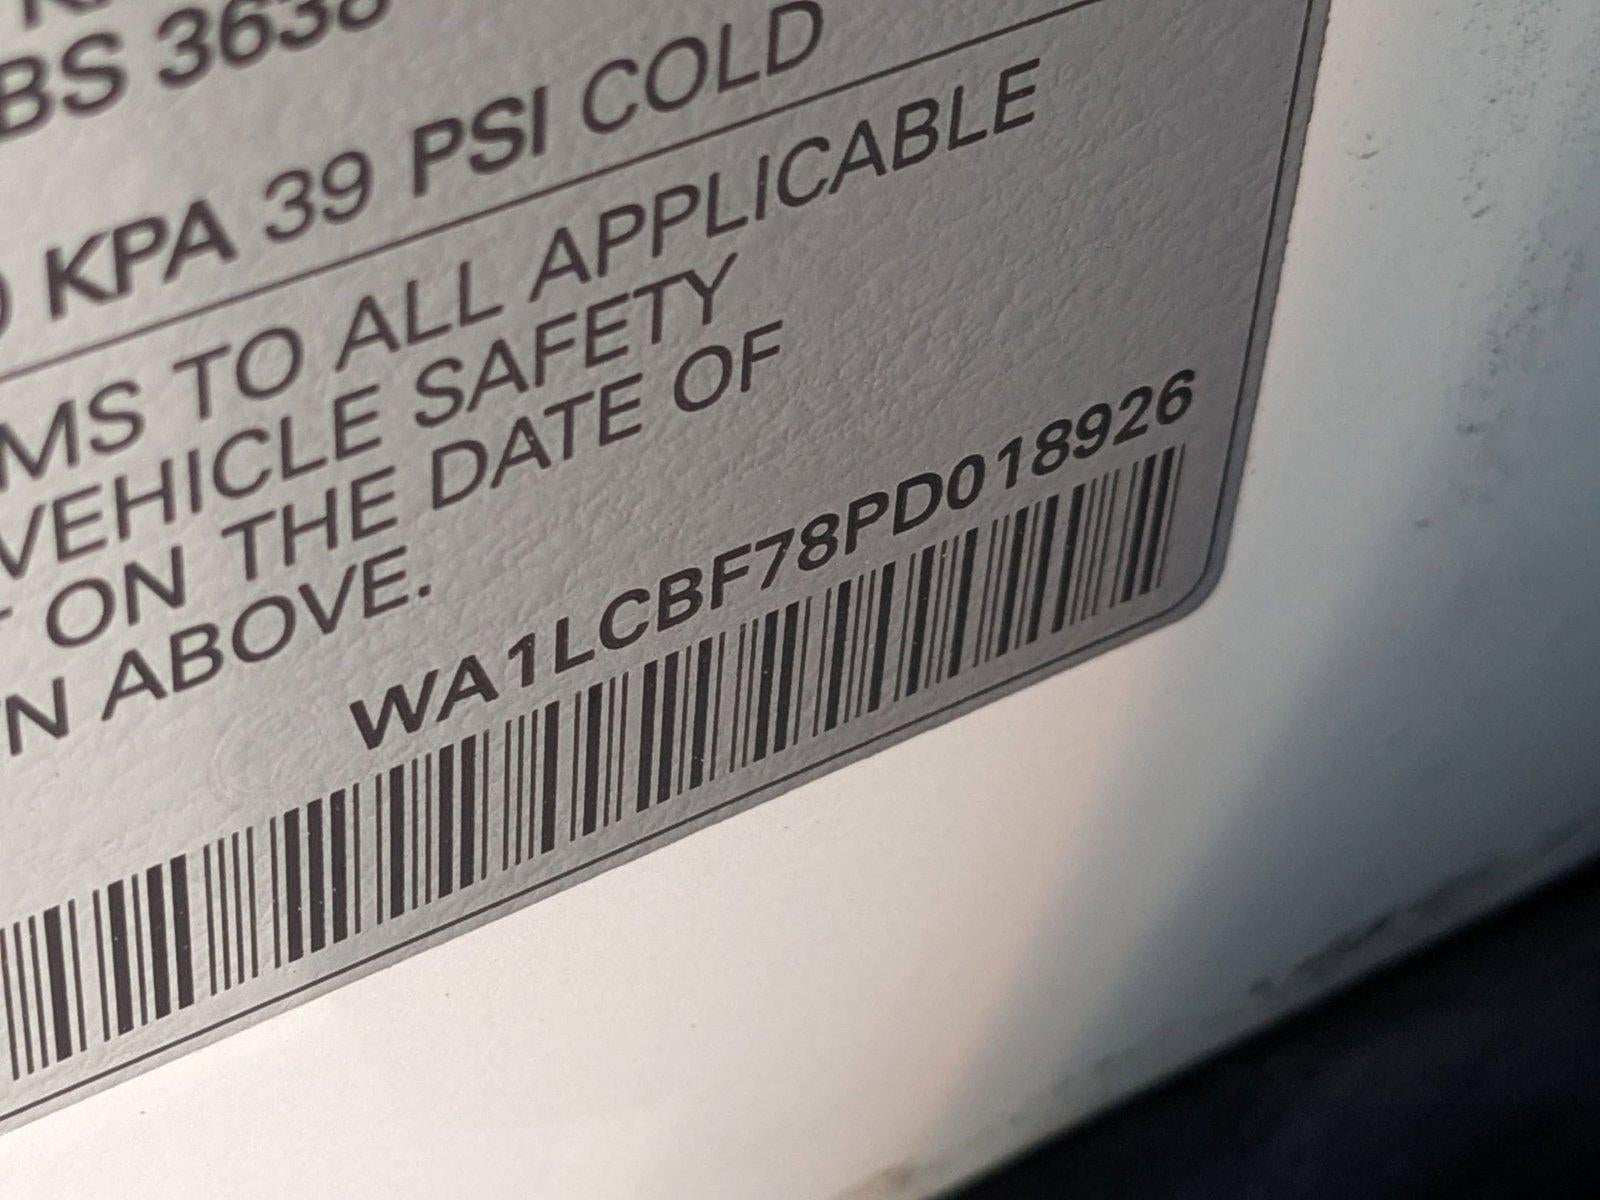 BS 3638
KPA 39 PSI COLD
MS TO ALL APPLICABLE
VEHICLE SAFETY
ON THE DATE OF
N ABOVE.
WA1LCBF78PD018926